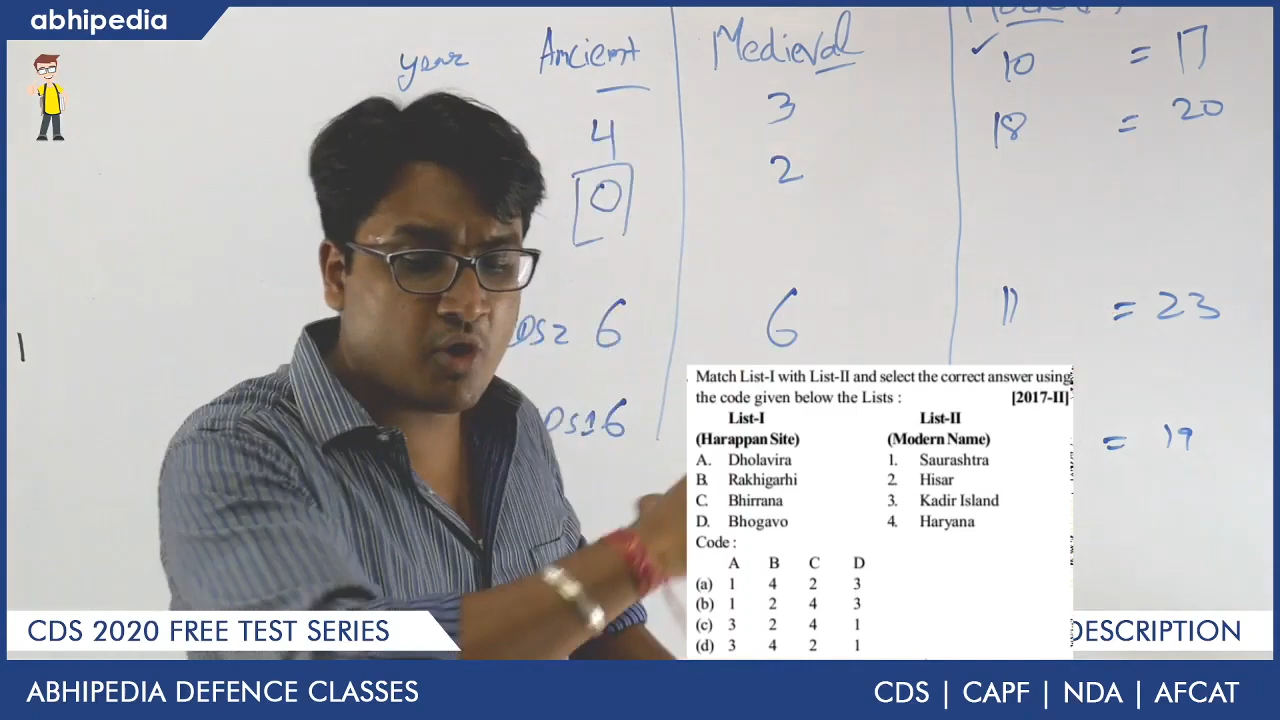 abhipedia
year Ancient Medieval
10 = 17
4 3
18 = 20
0 2
DS2 6 6 11 = 23
DS1 6 = 19
Match List-I with List-II and select the correct answer using
the code given below the Lists : [2017-II]
List-I List-II
(Harappan Site) (Modern Name)
A. Dholavira 1. Saurashtra
B. Rakhigarhi 2. Hisar
C. Bhirrana 3. Kadir Island
D. Bhogavo 4. Haryana
Code :
A B C D
(a) 1 4 2 3
(b) 1 2 4 3
(c) 3 2 4 1
(d) 3 4 2 1
CDS 2020 FREE TEST SERIES DESCRIPTION
ABHIPEDIA DEFENCE CLASSES CDS | CAPF | NDA | AFCAT